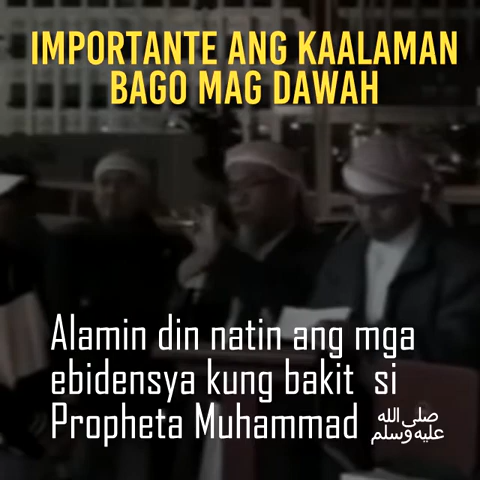 IMPORTANTE ANG KAALAMAN
BAGO MAG DAWAH
Alamin din natin ang mga
ebidensya kung bakit si
Propheta Muhammad ﷺ